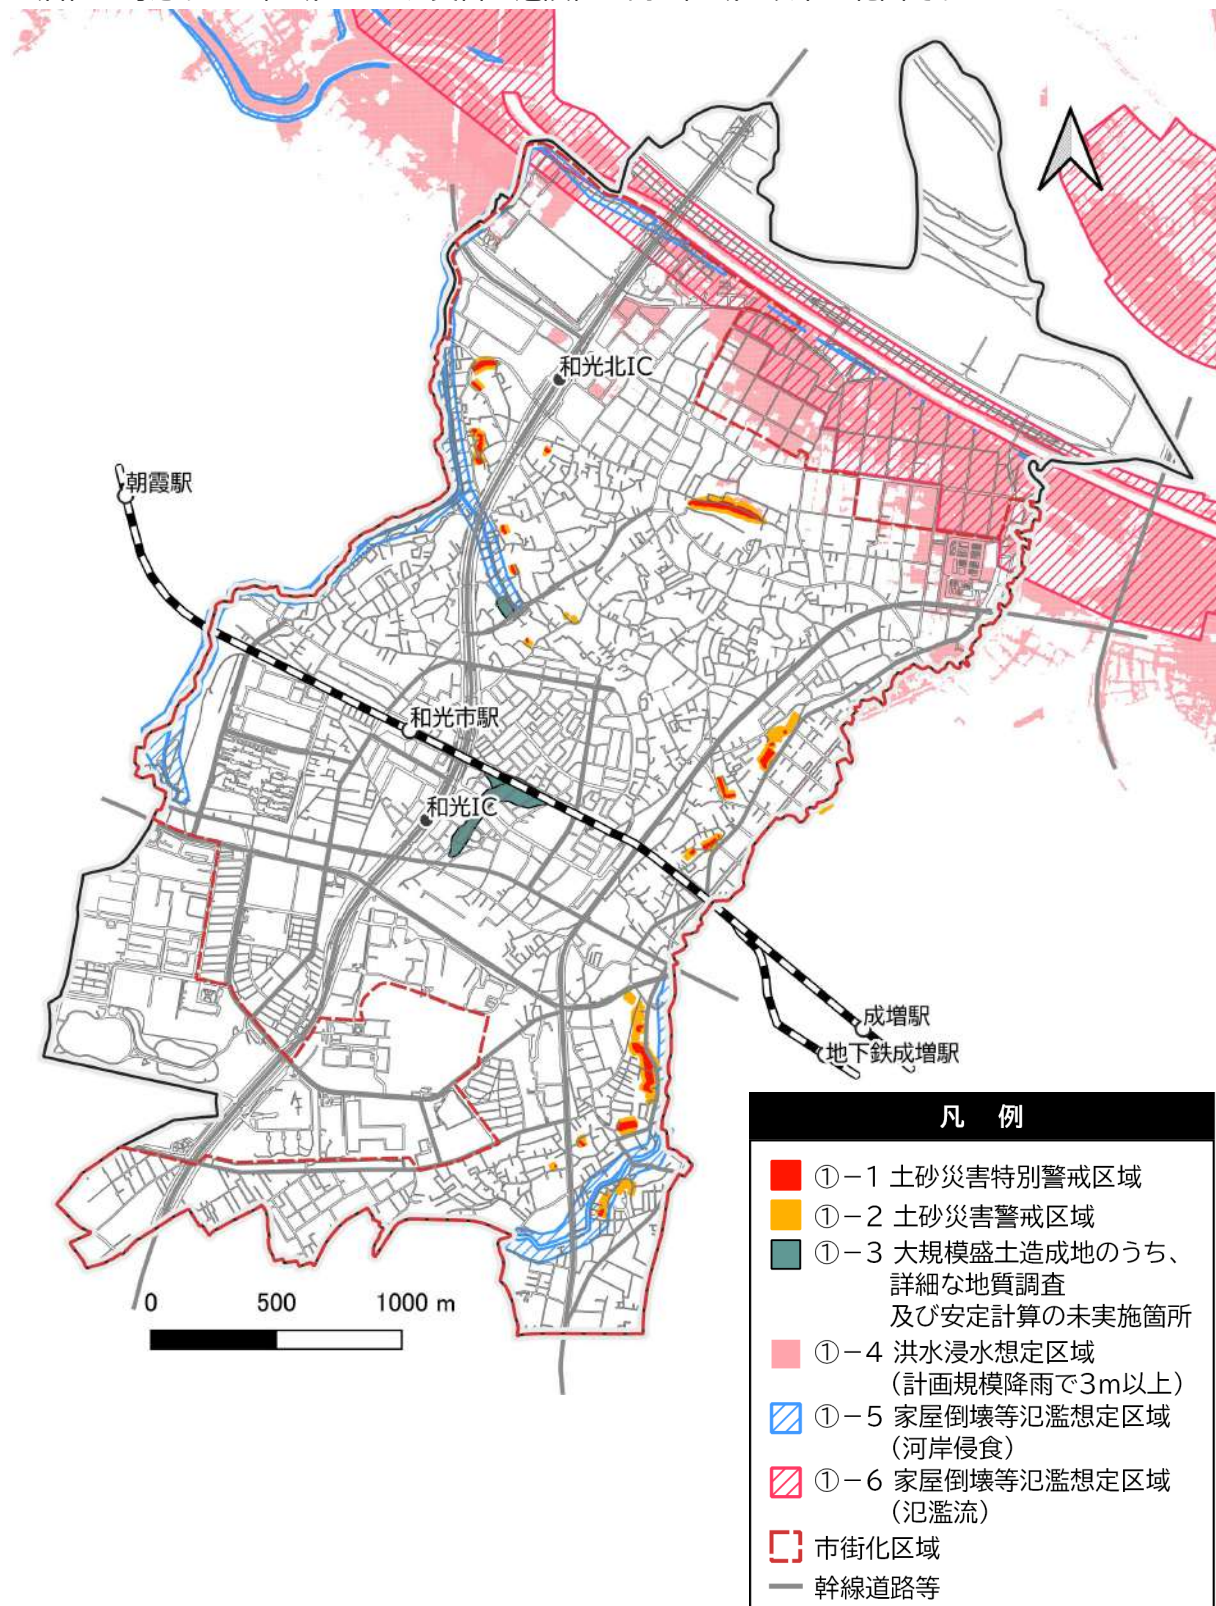 和光北IC
朝霞駅
和光市駅
和光IC
成増駅
地下鉄成増駅
0 500 1000 m
凡 例
①－1 土砂災害特別警戒区域
①－2 土砂災害警戒区域
①－3 大規模盛土造成地のうち、
詳細な地質調査
及び安定計算の未実施箇所
①－4 洪水浸水想定区域
（計画規模降雨で3m以上）
①－5 家屋倒壊等氾濫想定区域
（河岸侵食）
①－6 家屋倒壊等氾濫想定区域
（氾濫流）
市街化区域
幹線道路等